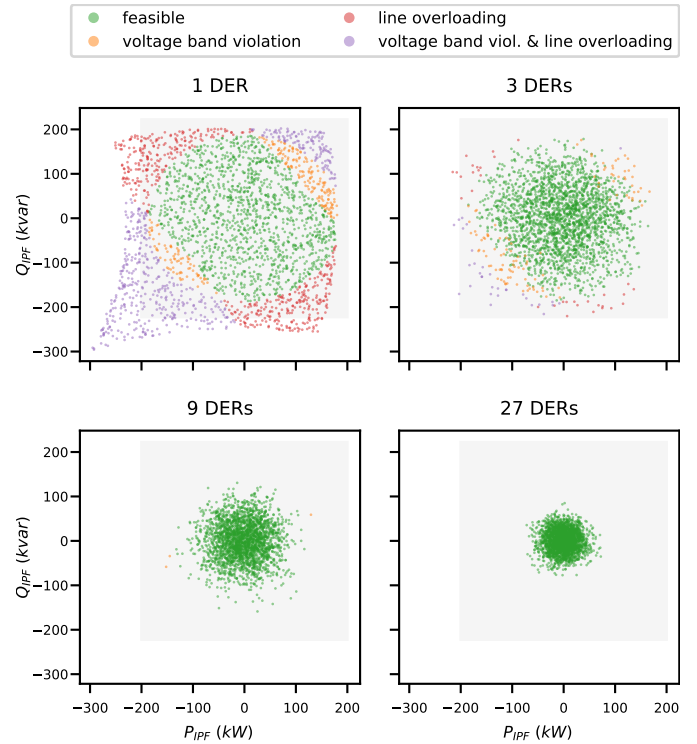 feasible
line overloading
voltage band violation
voltage band viol. & line overloading
1 DER
3 DERs
200
100
0
−100
−200
−300
Q_IPF (kvar)
9 DERs
27 DERs
200
100
0
−100
−200
−300
Q_IPF (kvar)
−300 −200 −100 0 100 200
−300 −200 −100 0 100 200
P_IPF (kW)
P_IPF (kW)